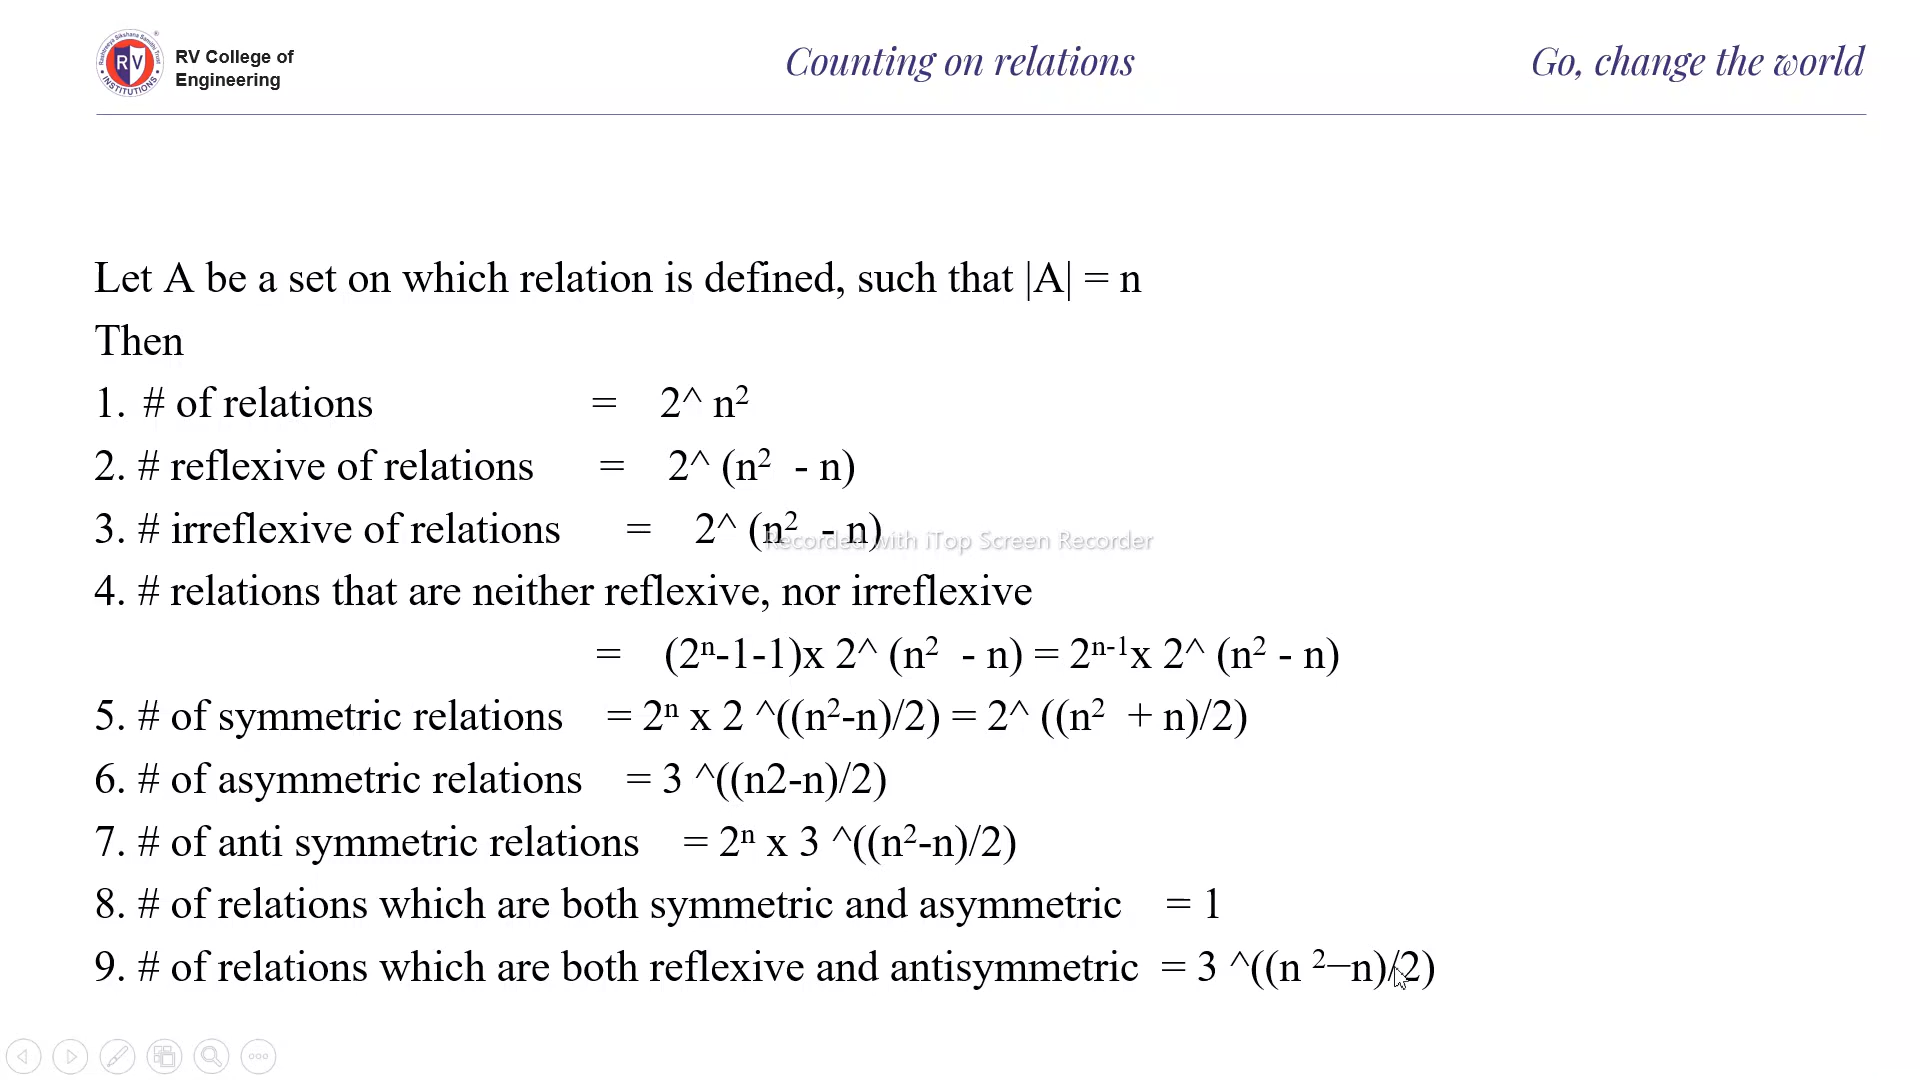 RV College of
Engineering
Counting on relations
Go, change the world
Let A be a set on which relation is defined, such that |A| = n
Then
1. # of relations = 2^ n²
2. # reflexive of relations = 2^ (n² - n)
3. # irreflexive of relations = 2^ (n² - n)
Recorded with iTop Screen Recorder
4. # relations that are neither reflexive, nor irreflexive
= (2ⁿ-1-1)x 2^ (n² - n) = 2ⁿ⁻¹x 2^ (n² - n)
5. # of symmetric relations = 2ⁿ x 2 ^((n²-n)/2) = 2^ ((n² + n)/2)
6. # of asymmetric relations = 3 ^((n2-n)/2)
7. # of anti symmetric relations = 2ⁿ x 3 ^((n²-n)/2)
8. # of relations which are both symmetric and asymmetric = 1
9. # of relations which are both reflexive and antisymmetric = 3 ^((n ²−n)/2)